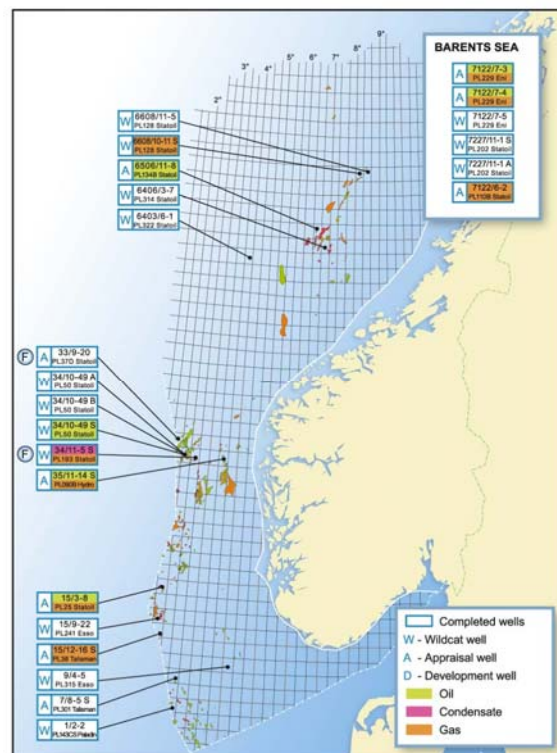 2°
3°
4°
5°
6°
7°
8°
9°
BARENTS SEA
A
7122/7-3
PL229 Eni
A
7122/7-4
PL229 Eni
W
7122/7-5
PL229 Eni
W
7227/11-1 S
PL202 Statoil
W
7227/11-1 A
PL202 Statoil
A
7122/6-2
PL110B Statoil
W
6608/11-5
PL128 Statoil
W
6608/10-11 S
PL128 Statoil
A
6506/11-8
PL134B Statoil
W
6406/3-7
PL314 Statoil
W
6403/6-1
PL322 Statoil
F
A
33/9-20
PL37D Statoil
W
34/10-49 A
PL50 Statoil
W
34/10-49 B
PL50 Statoil
W
34/10-49 S
PL50 Statoil
F
W
34/11-5 S
PL193 Statoil
A
35/11-14 S
PL090B Hydro
A
15/3-8
PL25 Statoil
W
15/9-22
PL241 Esso
A
15/12-16 S
PL38 Talisman
W
9/4-5
PL315 Esso
A
7/8-5 S
PL301 Talisman
W
1/2-2
PL143CS Paladin
Completed wells
W - Wildcat well
A - Appraisal well
D - Development well
Oil
Condensate
Gas